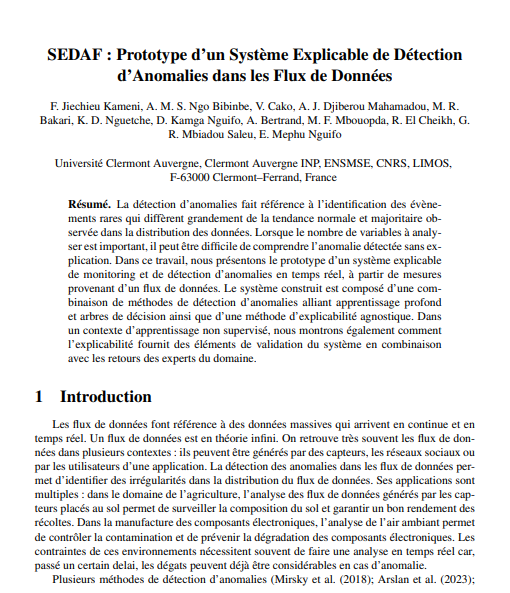 SEDAF : Prototype d'un Système Explicable de Détection
d'Anomalies dans les Flux de Données
F. Jiechieu Kameni, A. M. S. Ngo Bibinbe, V. Cako, A. J. Djiberou Mahamadou, M. R.
Bakari, K. D. Nguetche, D. Kamga Nguifo, A. Bertrand, M. F. Mbouopda, R. El Cheikh, G.
R. Mbiadou Saleu, E. Mephu Nguifo
Université Clermont Auvergne, Clermont Auvergne INP, ENSMSE, CNRS, LIMOS,
F-63000 Clermont–Ferrand, France
Résumé. La détection d'anomalies fait référence à l'identification des évène-
ments rares qui diffèrent grandement de la tendance normale et majoritaire ob-
servée dans la distribution des données. Lorsque le nombre de variables à analy-
ser est important, il peut être difficile de comprendre l'anomalie détectée sans ex-
plication. Dans ce travail, nous présentons le prototype d'un système explicable
de monitoring et de détection d'anomalies en temps réel, à partir de mesures
provenant d'un flux de données. Le système construit est composé d'une com-
binaison de méthodes de détection d'anomalies alliant apprentissage profond
et arbres de décision ainsi que d'une méthode d'explicabilité agnostique. Dans
un contexte d'apprentissage non supervisé, nous montrons également comment
l'explicabilité fournit des éléments de validation du système en combinaison
avec les retours des experts du domaine.
1 Introduction
Les flux de données font référence à des données massives qui arrivent en continue et en
temps réel. Un flux de données est en théorie infini. On retrouve très souvent les flux de don-
nées dans plusieurs contextes : ils peuvent être générés par des capteurs, les réseaux sociaux ou
par les utilisateurs d'une application. La détection des anomalies dans les flux de données per-
met d'identifier des irrégularités dans la distribution du flux de données. Ses applications sont
multiples : dans le domaine de l'agriculture, l'analyse des flux de données générés par les cap-
teurs placés au sol permet de surveiller la composition du sol et garantir un bon rendement des
récoltes. Dans la manufacture des composants électroniques, l'analyse de l'air ambiant permet
de contrôler la contamination et de prévenir la dégradation des composants électroniques. Les
contraintes de ces environnements nécessitent souvent de faire une analyse en temps réel car,
passé un certain délai, les dégats peuvent déjà être considérables en cas d'anomalie.
Plusieurs méthodes de détection d'anomalies (Mirsky et al. (2018); Arslan et al. (2023);